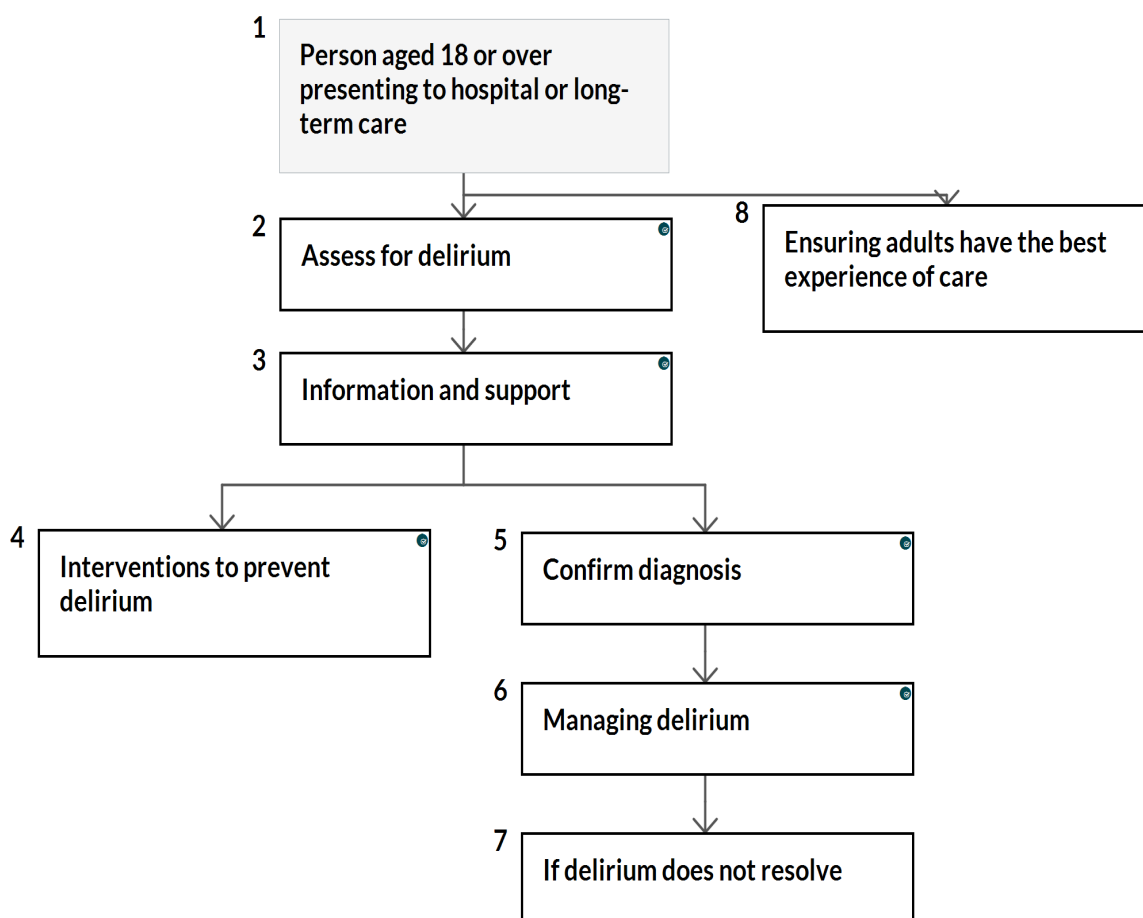 1
Person aged 18 or over
presenting to hospital or long-
term care
2
Assess for delirium
8
Ensuring adults have the best
experience of care
3
Information and support
4
Interventions to prevent
delirium
5
Confirm diagnosis
6
Managing delirium
7
If delirium does not resolve